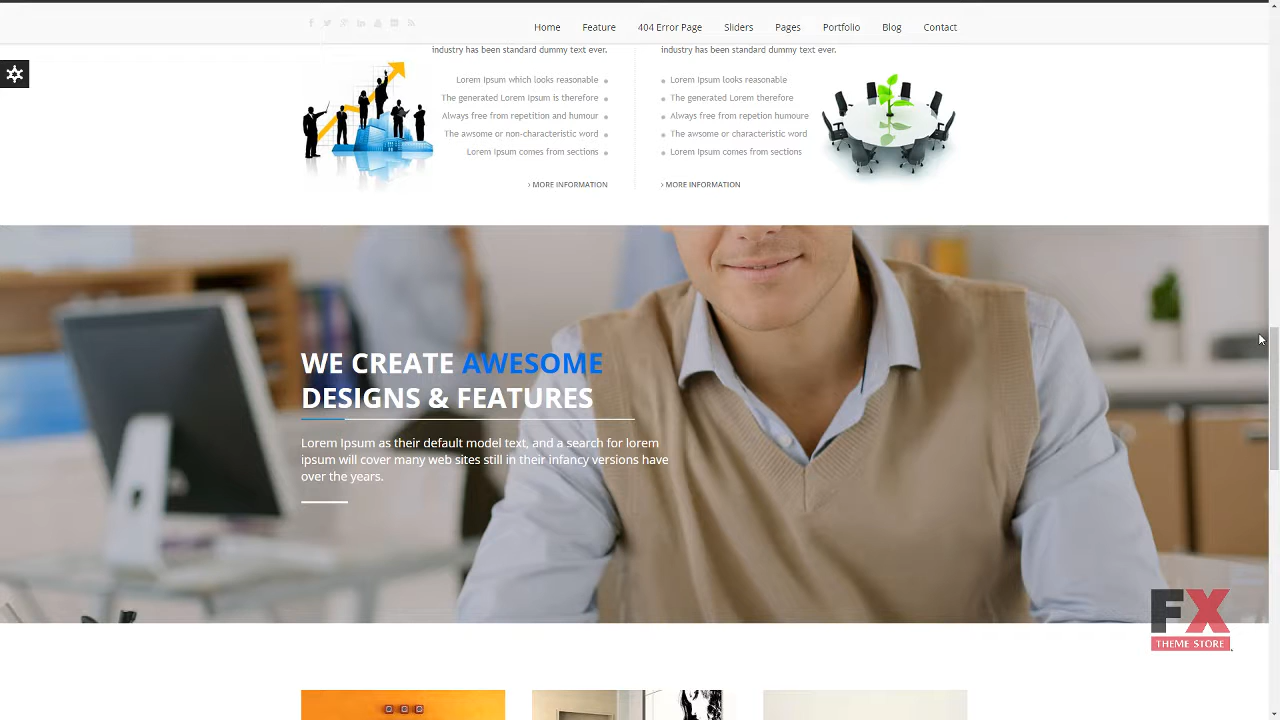 Home Feature 404 Error Page Sliders Pages Portfolio Blog Contact
industry has been standard dummy text ever.
Lorem Ipsum which looks reasonable
The generated Lorem Ipsum is therefore
Always free from repetition and humour
The awsome or non-characteristic word
Lorem Ipsum comes from sections
› MORE INFORMATION
industry has been standard dummy text ever.
Lorem Ipsum looks reasonable
The generated Lorem therefore
Always free from repetion humoure
The awsome or characteristic word
Lorem Ipsum comes from sections
› MORE INFORMATION
WE CREATE AWESOME
DESIGNS & FEATURES
Lorem Ipsum as their default model text, and a search for lorem
ipsum will cover many web sites still in their infancy versions have
over the years.
FX
THEME STORE